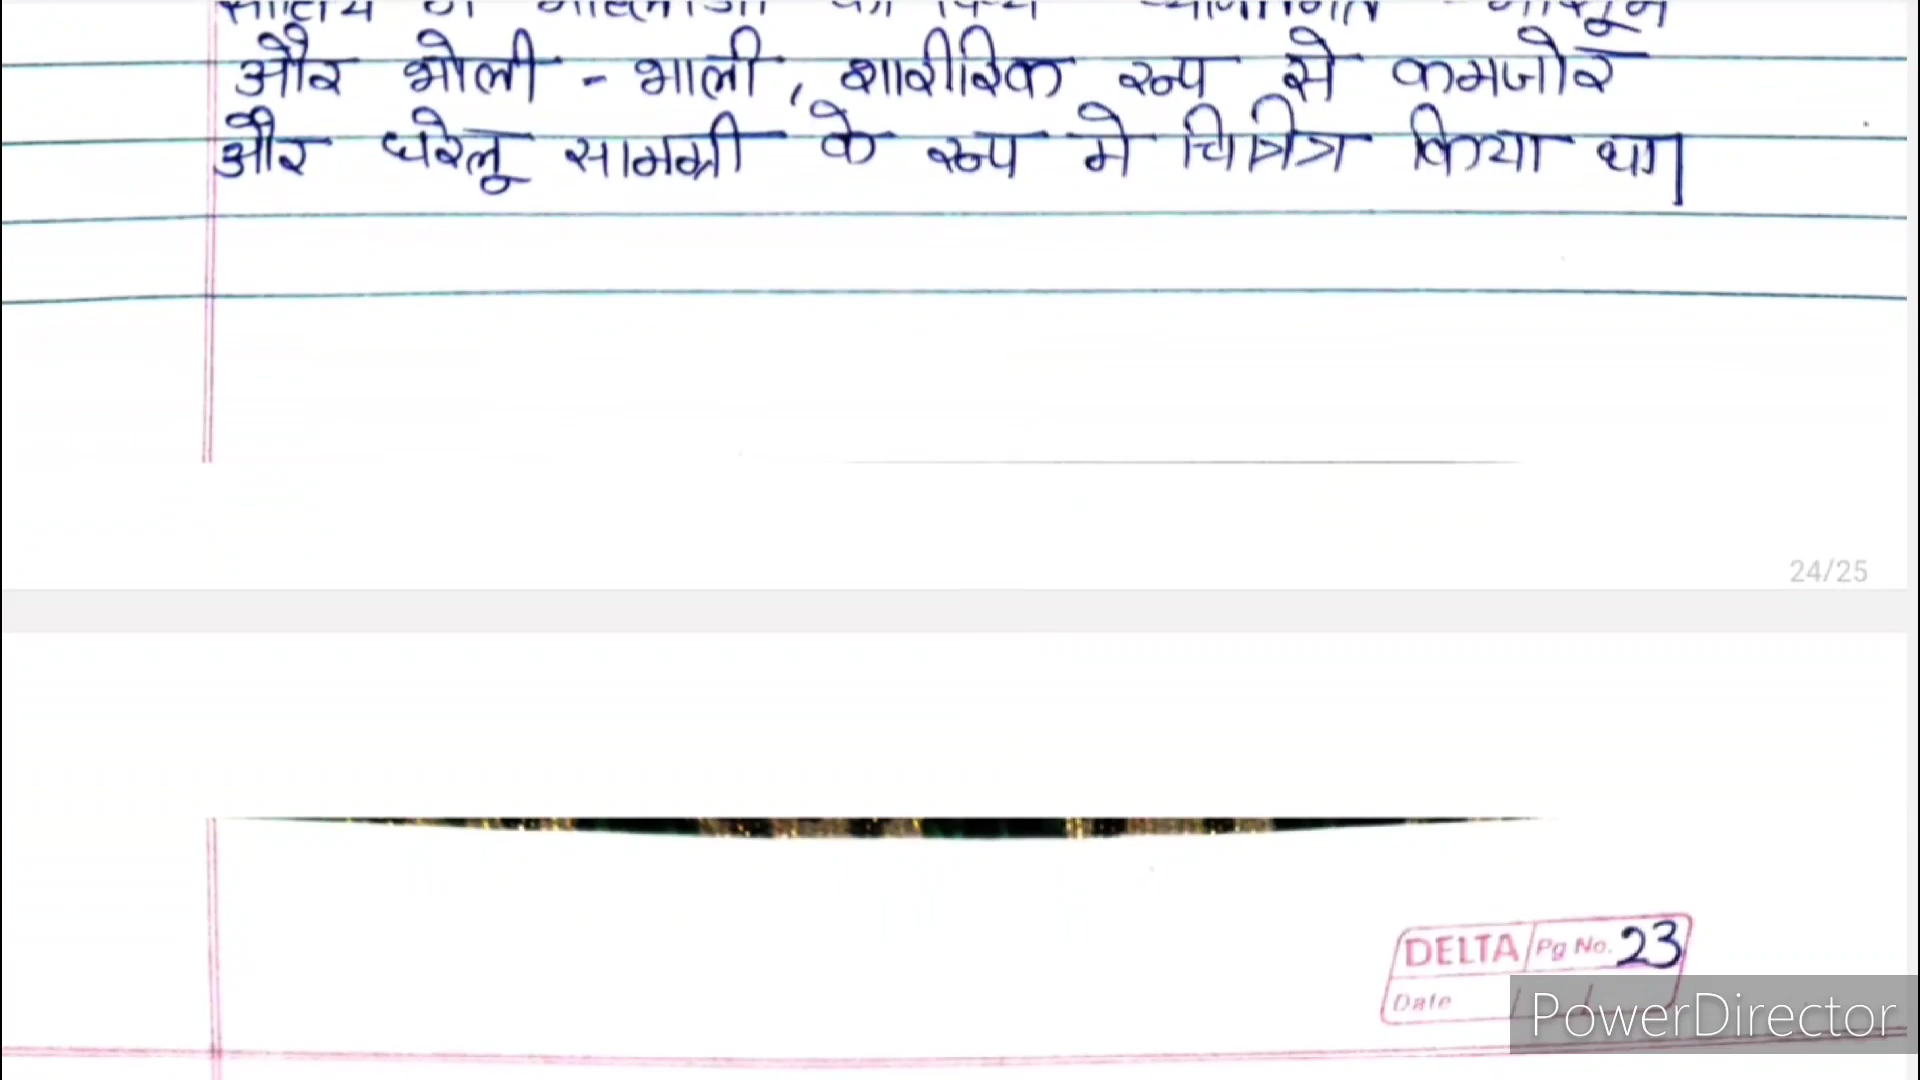 और भोली - भाली, शारीरिक रूप से कमजोर
और घरेलू सामग्री के रूप मे चित्रित किया था।
24/25
DELTA Pg No. 23
Date / /
PowerDirector